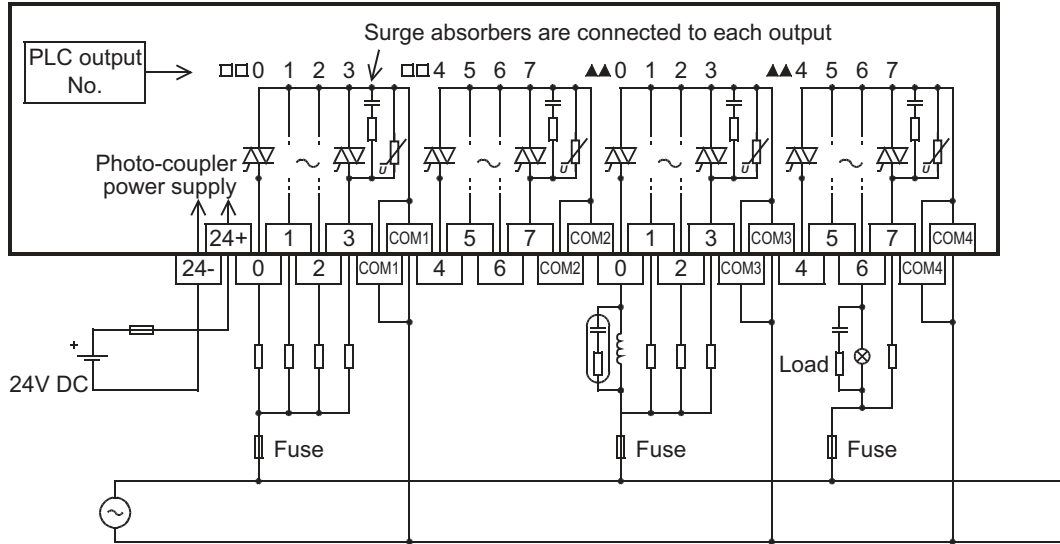 Surge absorbers are connected to each output
PLC output
No.
□□0 1 2 3 □□4 5 6 7 ▲▲0 1 2 3 ▲▲4 5 6 7
Photo-coupler
power supply
U U U U
24+ 1 3 COM1 5 7 COM2 1 3 COM3 5 7 COM4
24- 0 2 COM1 4 6 COM2 0 2 COM3 4 6 COM4
+
24V DC
Load
Fuse Fuse Fuse